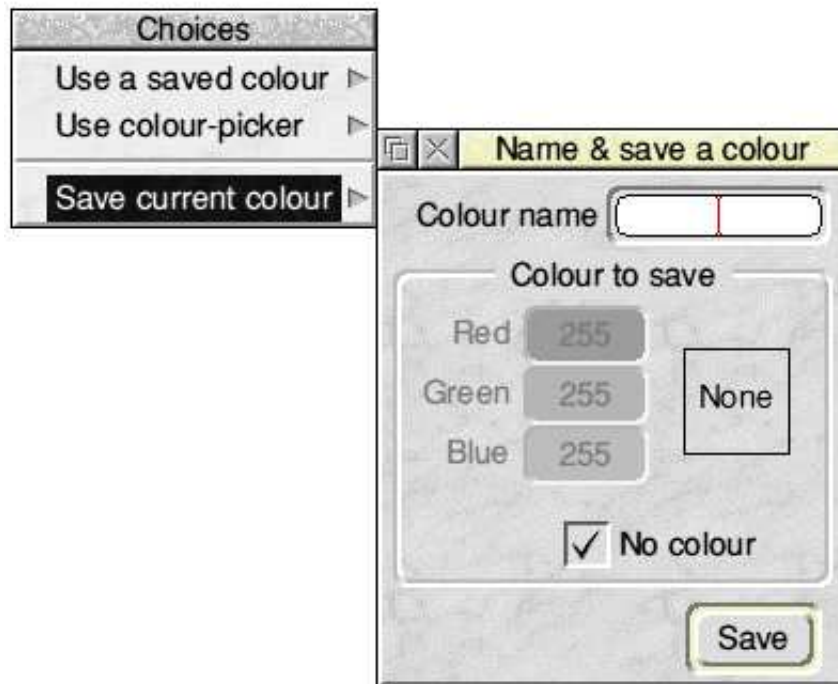 Choices
Use a saved colour
Use colour-picker
Save current colour
Name & save a colour
Colour name
Colour to save
Red 255
Green 255
Blue 255
None
No colour
Save